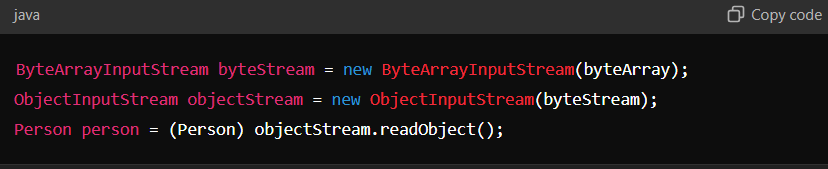 java
Copy code
ByteArrayInputStream byteStream = new ByteArrayInputStream(byteArray);
ObjectInputStream objectStream = new ObjectInputStream(byteStream);
Person person = (Person) objectStream.readObject();